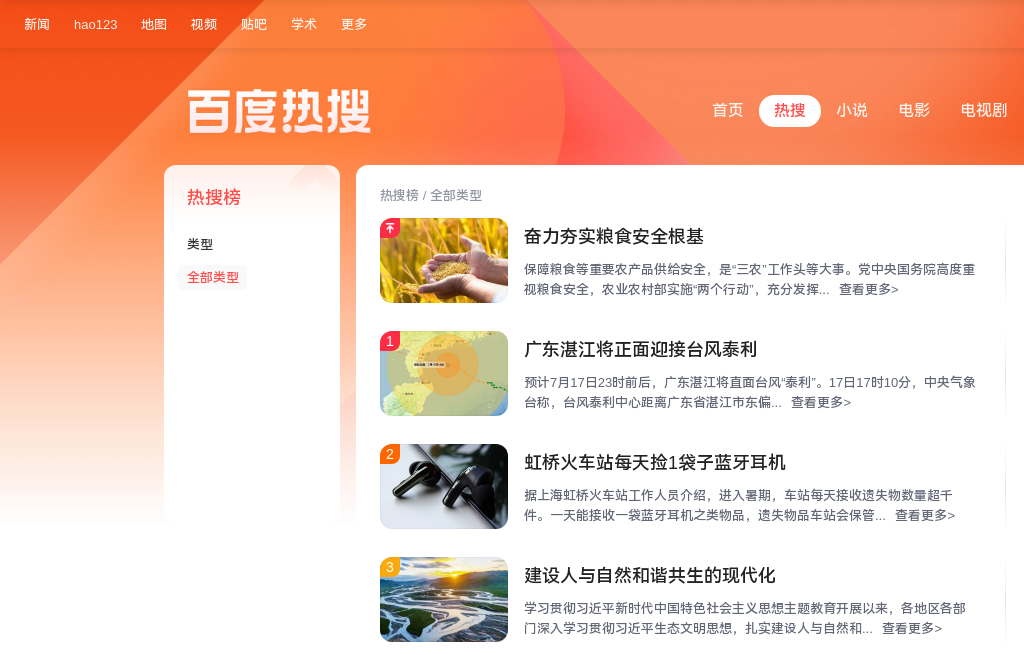 新闻 hao123 地图 视频 贴吧 学术 更多
百度热搜
首页 热搜 小说 电影 电视剧
热搜榜
类型
全部类型
热搜榜 / 全部类型
奋力夯实粮食安全根基
保障粮食等重要农产品供给安全，是“三农”工作头等大事。党中央国务院高度重
视粮食安全，农业农村部实施“两个行动”，充分发挥... 查看更多>
1
广东湛江将正面迎接台风泰利
预计7月17日23时前后，广东湛江将直面台风“泰利”。17日17时10分，中央气象
台称，台风泰利中心距离广东省湛江市东偏... 查看更多>
2
虹桥火车站每天捡1袋子蓝牙耳机
据上海虹桥火车站工作人员介绍，进入暑期，车站每天接收遗失物数量超千
件。一天能接收一袋蓝牙耳机之类物品，遗失物品车站会保管... 查看更多>
3
建设人与自然和谐共生的现代化
学习贯彻习近平新时代中国特色社会主义思想主题教育开展以来，各地区各部
门深入学习贯彻习近平生态文明思想，扎实建设人与自然和... 查看更多>